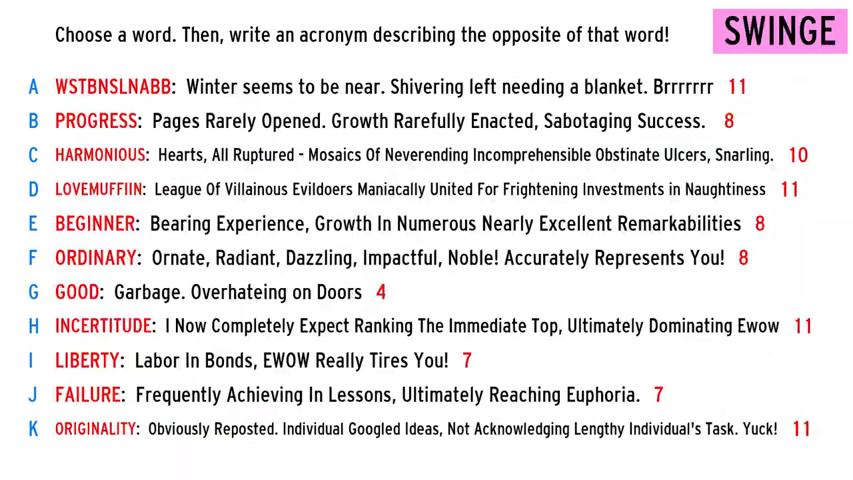 Choose a word. Then, write an acronym describing the opposite of that word!
SWINGE
A WSTBNSLNABB: Winter seems to be near. Shivering left needing a blanket. Brrrrrrr 11
B PROGRESS: Pages Rarely Opened. Growth Rarefully Enacted, Sabotaging Success. 8
C HARMONIOUS: Hearts, All Ruptured - Mosaics Of Neverending Incomprehensible Obstinate Ulcers, Snarling. 10
D LOVEMUFFIIN: League Of Villainous Evildoers Maniacally United For Frightening Investments in Naughtiness 11
E BEGINNER: Bearing Experience, Growth In Numerous Nearly Excellent Remarkabilities 8
F ORDINARY: Ornate, Radiant, Dazzling, Impactful, Noble! Accurately Represents You! 8
G GOOD: Garbage. Overhateing on Doors 4
H INCERTITUDE: I Now Completely Expect Ranking The Immediate Top, Ultimately Dominating Ewow 11
I LIBERTY: Labor In Bonds, EWOW Really Tires You! 7
J FAILURE: Frequently Achieving In Lessons, Ultimately Reaching Euphoria. 7
K ORIGINALITY: Obviously Reposted. Individual Googled Ideas, Not Acknowledging Lengthy Individual's Task. Yuck! 11